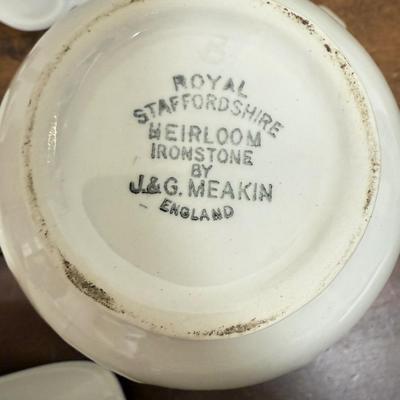 ROYAL
STAFFORDSHIRE
HEIRLOOM
IRONSTONE
BY
J.&G. MEAKIN
ENGLAND